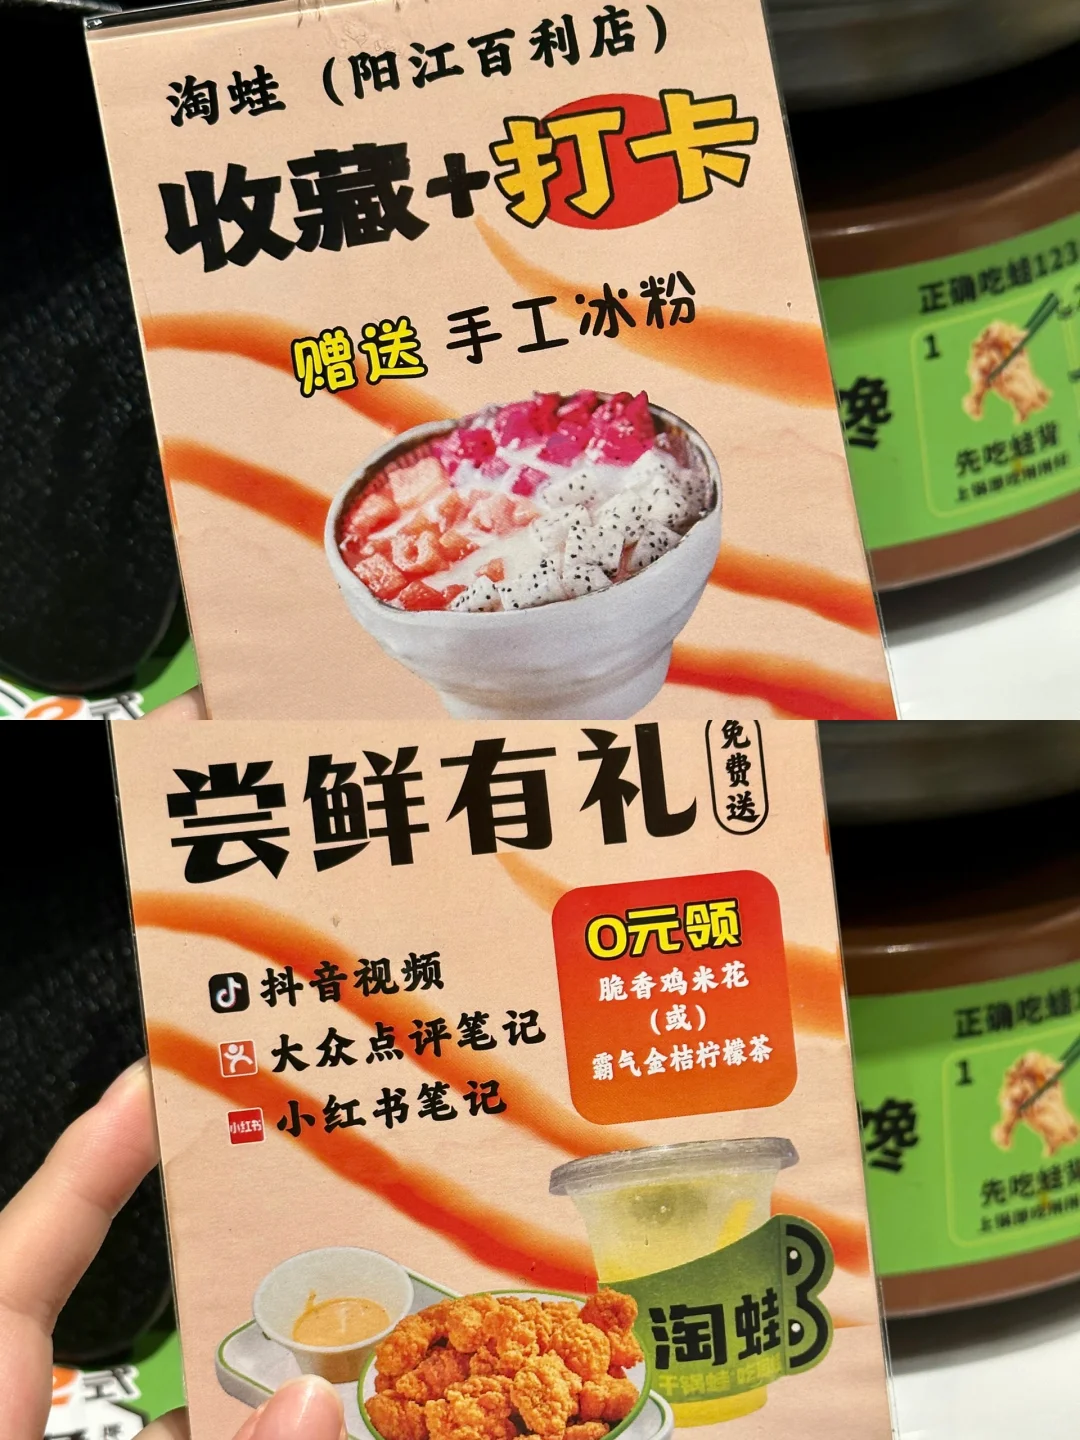 淘蛙（阳江百利店）
收藏+打卡
赠送 手工冰粉
正确吃蛙123
1
馋
先吃蛙背
式
尝鲜有礼
免费送
0元领
脆香鸡米花
（或）
霸气金桔柠檬茶
抖音视频
大众点评笔记
小红书
小红书笔记
淘蛙
干锅蛙
正确吃蛙
1
馋
先吃蛙背
式